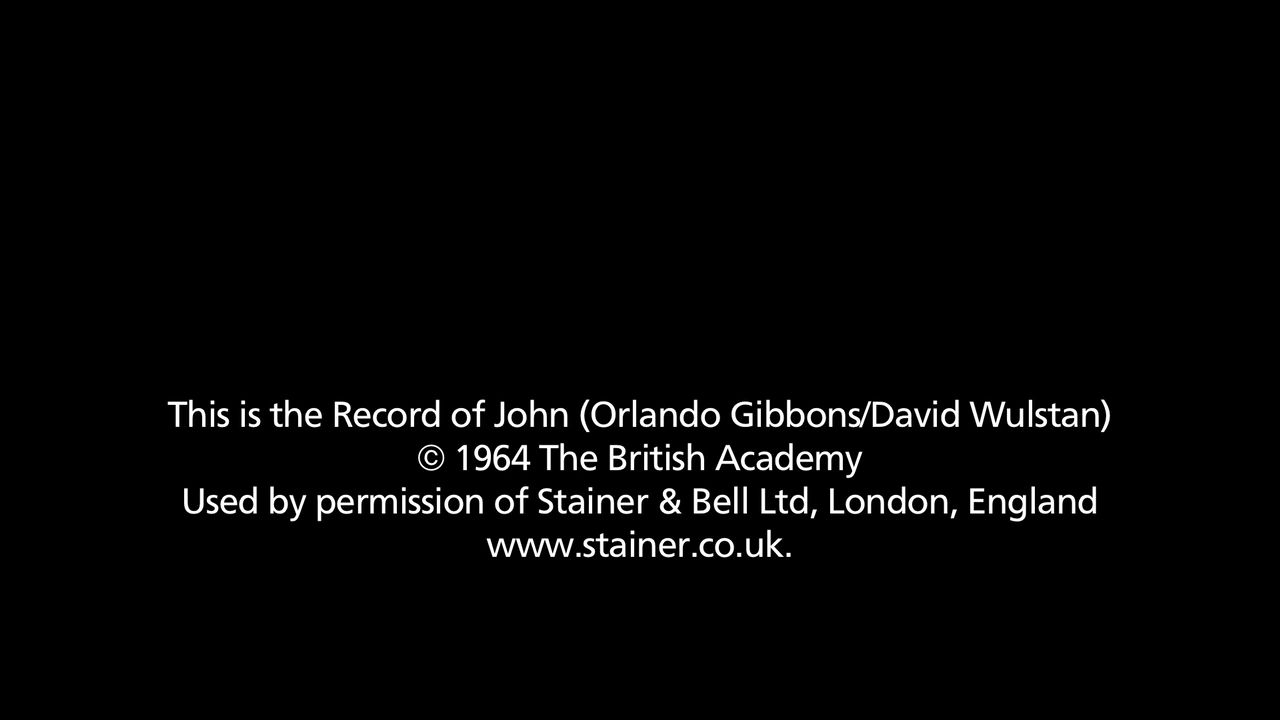 This is the Record of John (Orlando Gibbons/David Wulstan)
© 1964 The British Academy
Used by permission of Stainer & Bell Ltd, London, England
www.stainer.co.uk.